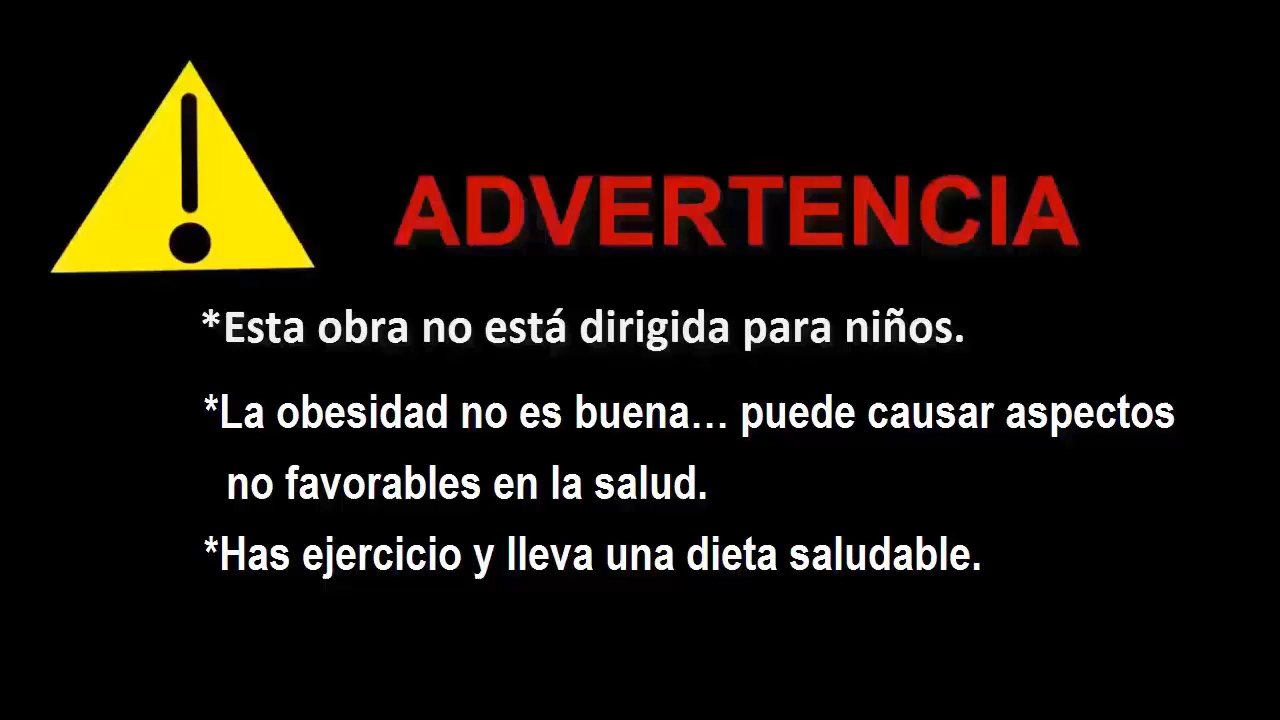 ADVERTENCIA
*Esta obra no está dirigida para niños.
*La obesidad no es buena... puede causar aspectos
no favorables en la salud.
*Has ejercicio y lleva una dieta saludable.